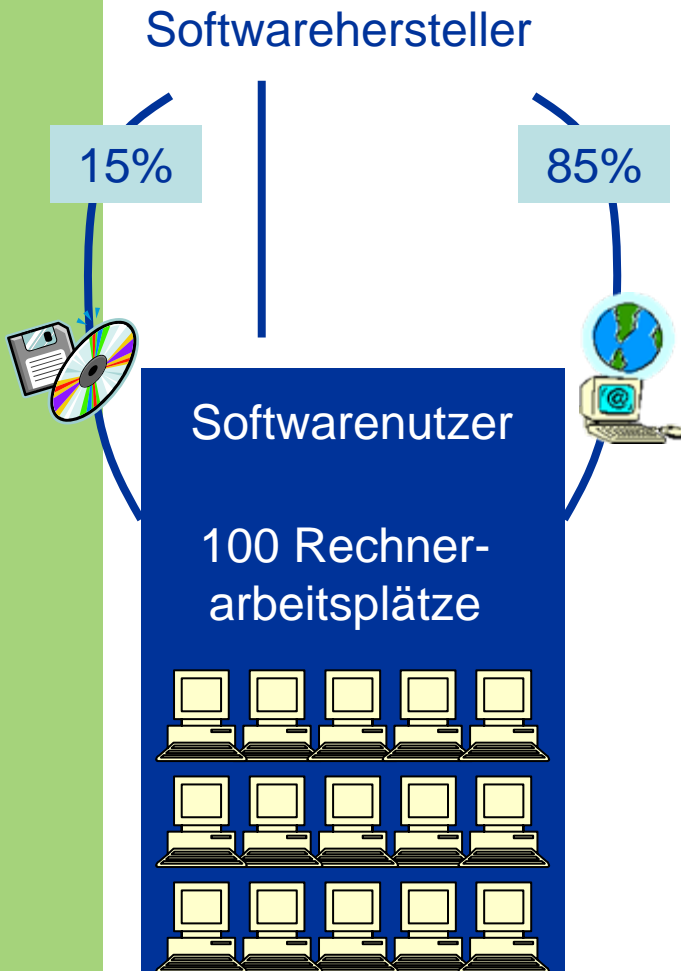 Softwarehersteller
15%
85%
@
Softwarenutzer
100 Rechner-
arbeitsplätze